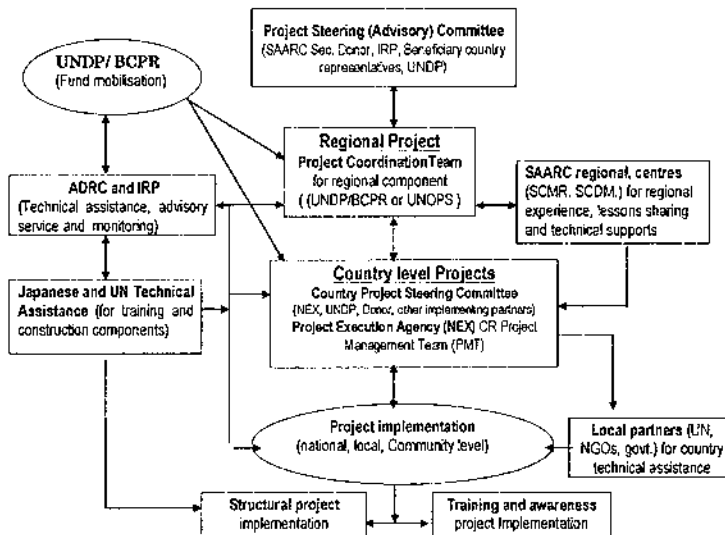 Project Steering (Advisory) Committee
(SAARC Sec. Donor, IRP, Beneficiary country
representatives, UNDP)
UNDP/ BCPR
(Fund mobilisation)
Regional Project
Project Coordination Team
for regional component
( (UNDP/BCPR or UNOPS )
ADRC and IRP
(Technical assistance, advisory
service and monitoring)
SAARC regional, centres
(SCMR, SCDM,) for regional
experience, lessons sharing
and technical supports
Country level Projects
Country Project Steering Committee
(NEX, UNDP, Donor, other implementing partners)
Project Execution Agency (NEX) CR Project
Management Team (PMT)
Japanese and UN Technical
Assistance (for training and
construction components)
Project implementation
(national, local, Community level)
Local partners (UN,
NGOs, govt.) for country
technical assistance
Structural project
implementation
Training and awareness
project Implementation